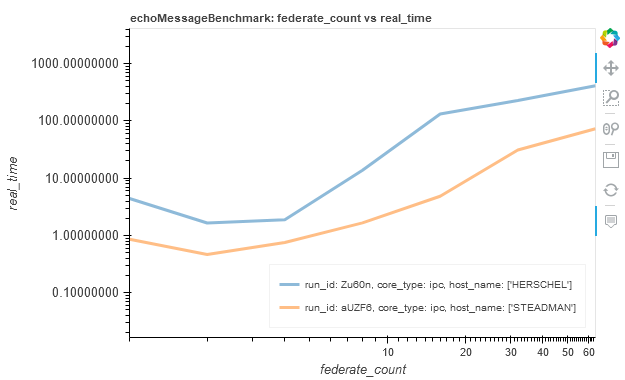 echoMessageBenchmark: federate_count vs real_time
1000.00000000
100.00000000
10.00000000
1.00000000
0.10000000
real_time
run_id: Zu60n, core_type: ipc, host_name: ['HERSCHEL']
run_id: aUZF6, core_type: ipc, host_name: ['STEADMAN']
10 20 30 40 50 60
federate_count